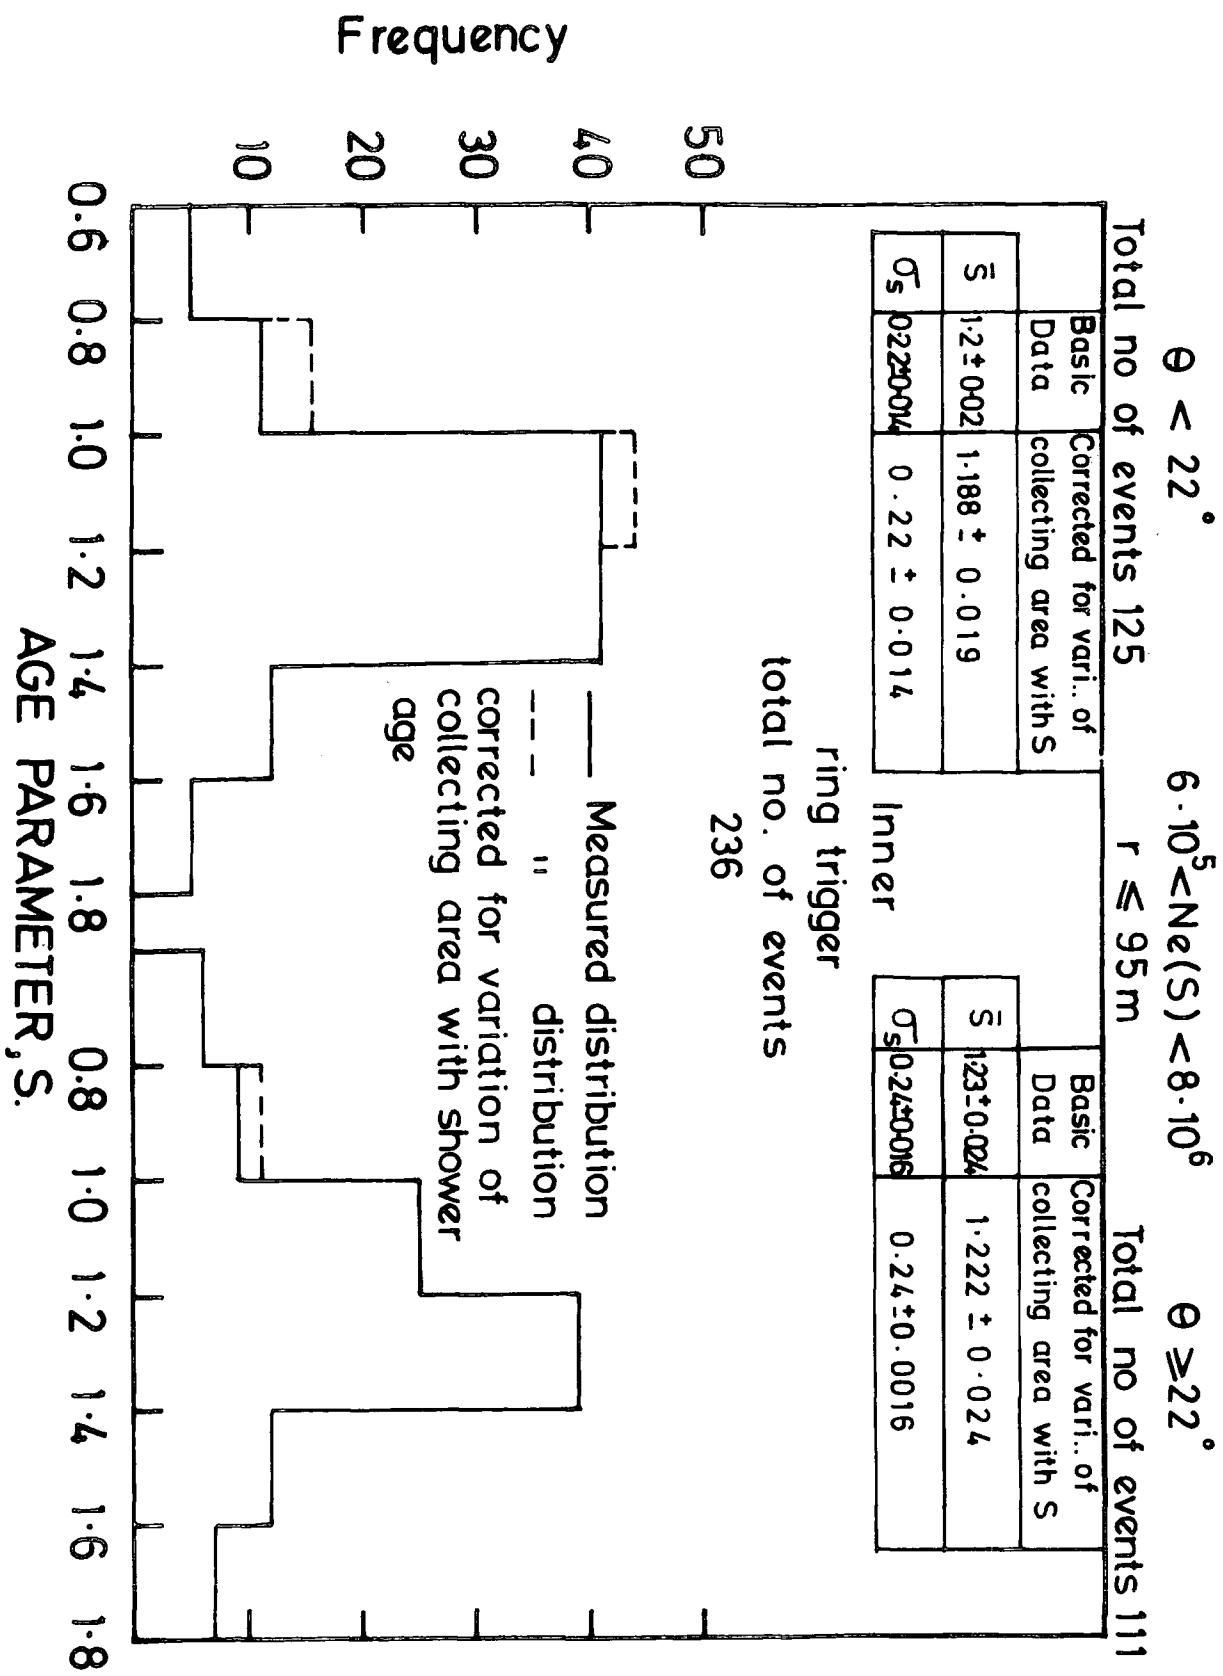 θ < 22°
6·10⁵<Ne(S)<8·10⁶
θ ⩾22°
Total no of events 125
r ⩽ 95m
Total no of events 111
Basic Data
Corrected for vari.. of collecting area with S
S̄
1·2±0·02
1·188 ± 0·019
σs
0·22±0·014
0.22 ± 0·014
Basic Data
Corrected for vari.. of collecting area with S
S̄
1·23±0·024
1·222 ± 0·024
σs
0·24±0·016
0.24±0.0016
Inner
ring trigger
total no. of events
236
— Measured distribution
--- " distribution
corrected for variation of
collecting area with shower
age
Frequency
50
40
30
20
10
0·6 0·8 1·0 1·2 1·4 1·6 1·8 0·8 1·0 1·2 1·4 1·6 1·8
AGE PARAMETER, S.